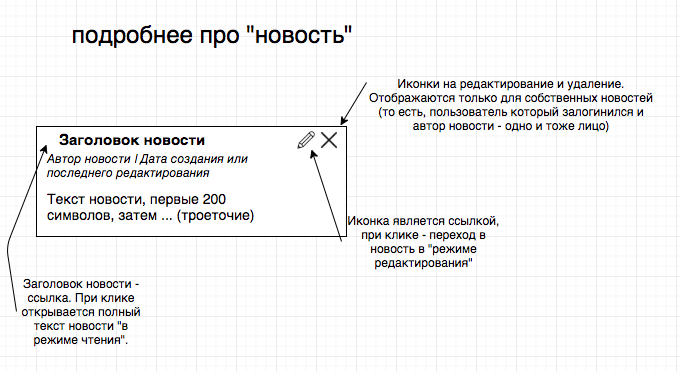 подробнее про "новость"
Иконки на редактирование и удаление.
Отображаются только для собственных новостей
(то есть, пользователь который залогинился и
автор новости - одно и тоже лицо)
Заголовок новости
Автор новости | Дата создания или
последнего редактирования
Текст новости, первые 200
символов, затем ... (троеточие)
Иконка является ссылкой,
при клике - переход в
новость в "режиме
редактирования"
Заголовок новости -
ссылка. При клике
открывается полный
текст новости "в
режиме чтения".